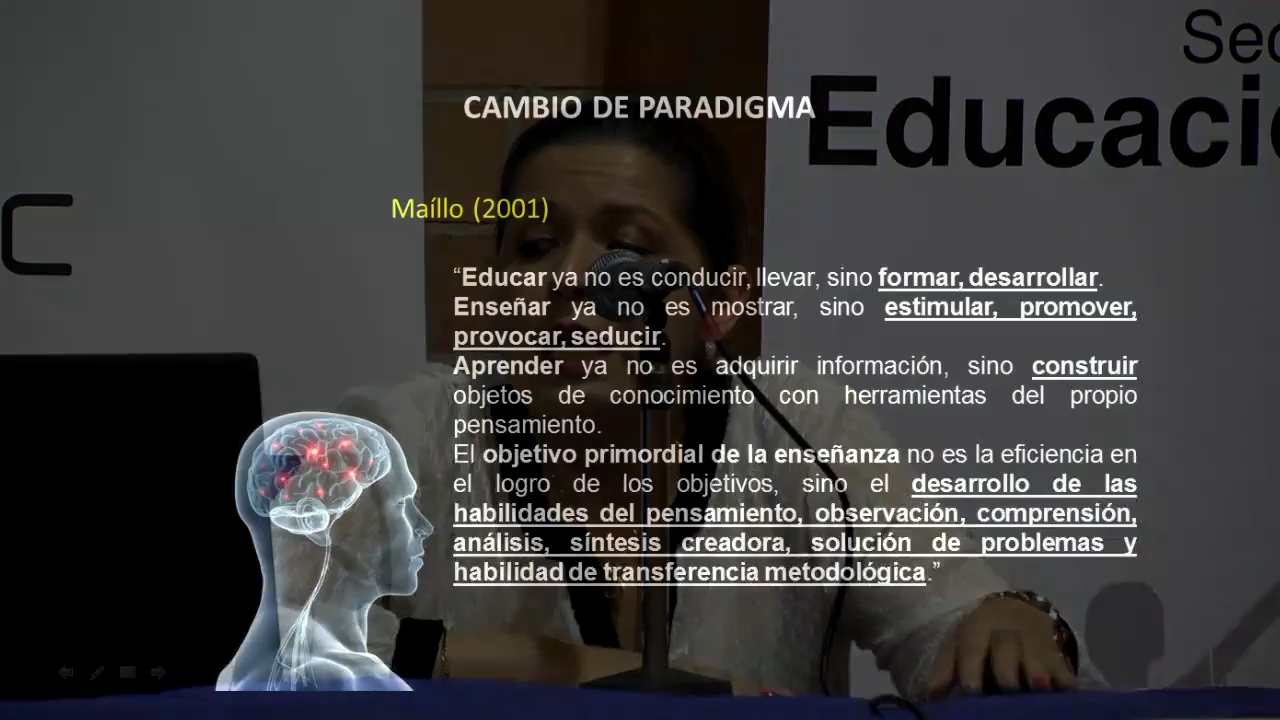 Sec
Educació
CAMBIO DE PARADIGMA
C
Maíllo (2001)
“Educar ya no es conducir, llevar, sino formar, desarrollar.
Enseñar ya no es mostrar, sino estimular, promover,
provocar, seducir.
Aprender ya no es adquirir información, sino construir
objetos de conocimiento con herramientas del propio
pensamiento.
El objetivo primordial de la enseñanza no es la eficiencia en
el logro de los objetivos, sino el desarrollo de las
habilidades del pensamiento, observación, comprensión,
análisis, síntesis creadora, solución de problemas y
habilidad de transferencia metodológica.”